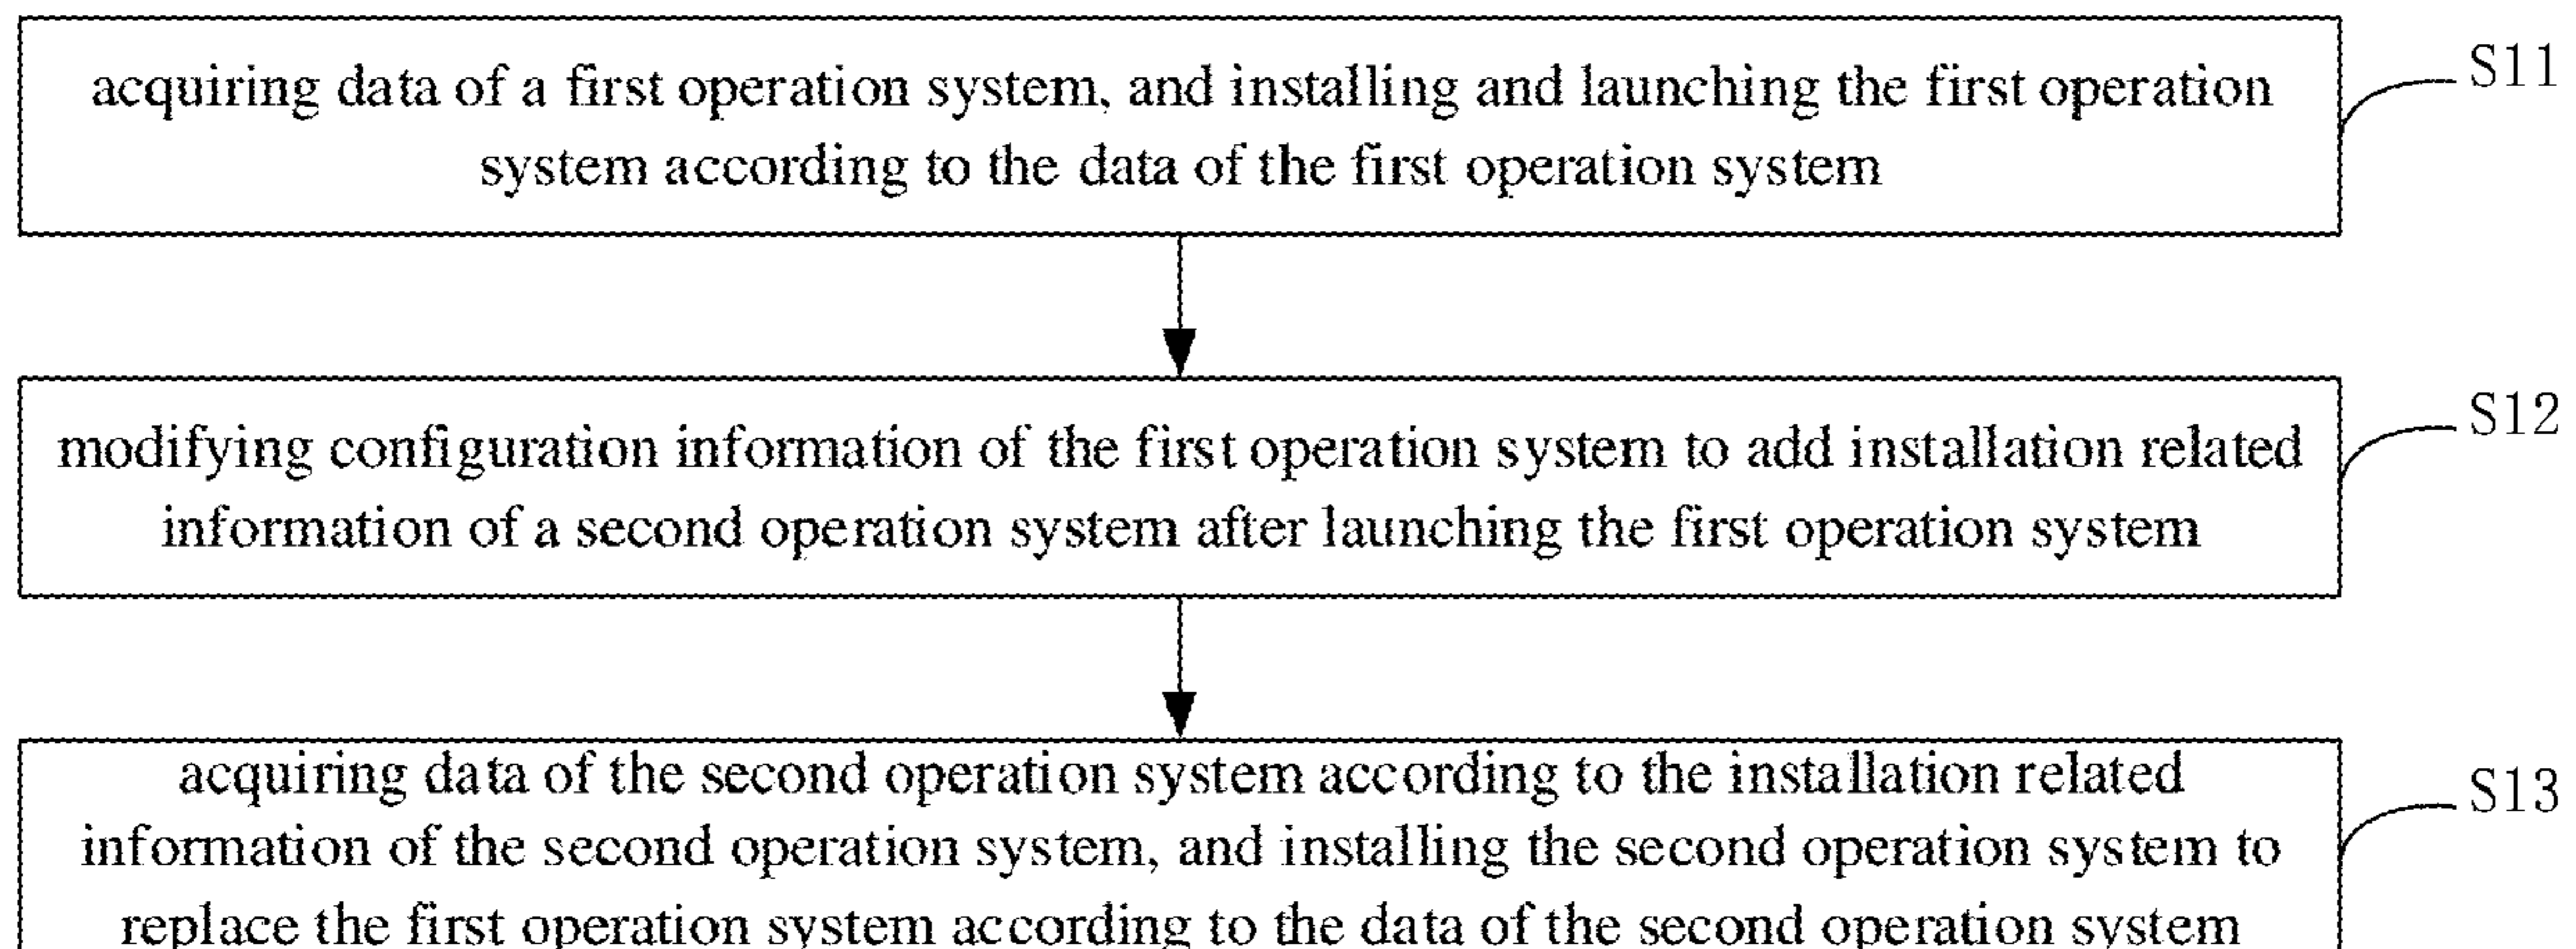 acquiring data of a first operation system, and installing and launching the first operation
system according to the data of the first operation system
S11
modifying configuration information of the first operation system to add installation related
information of a second operation system after launching the first operation system
S12
acquiring data of the second operation system according to the installation related
information of the second operation system, and installing the second operation system to
replace the first operation system according to the data of the second operation system
S13